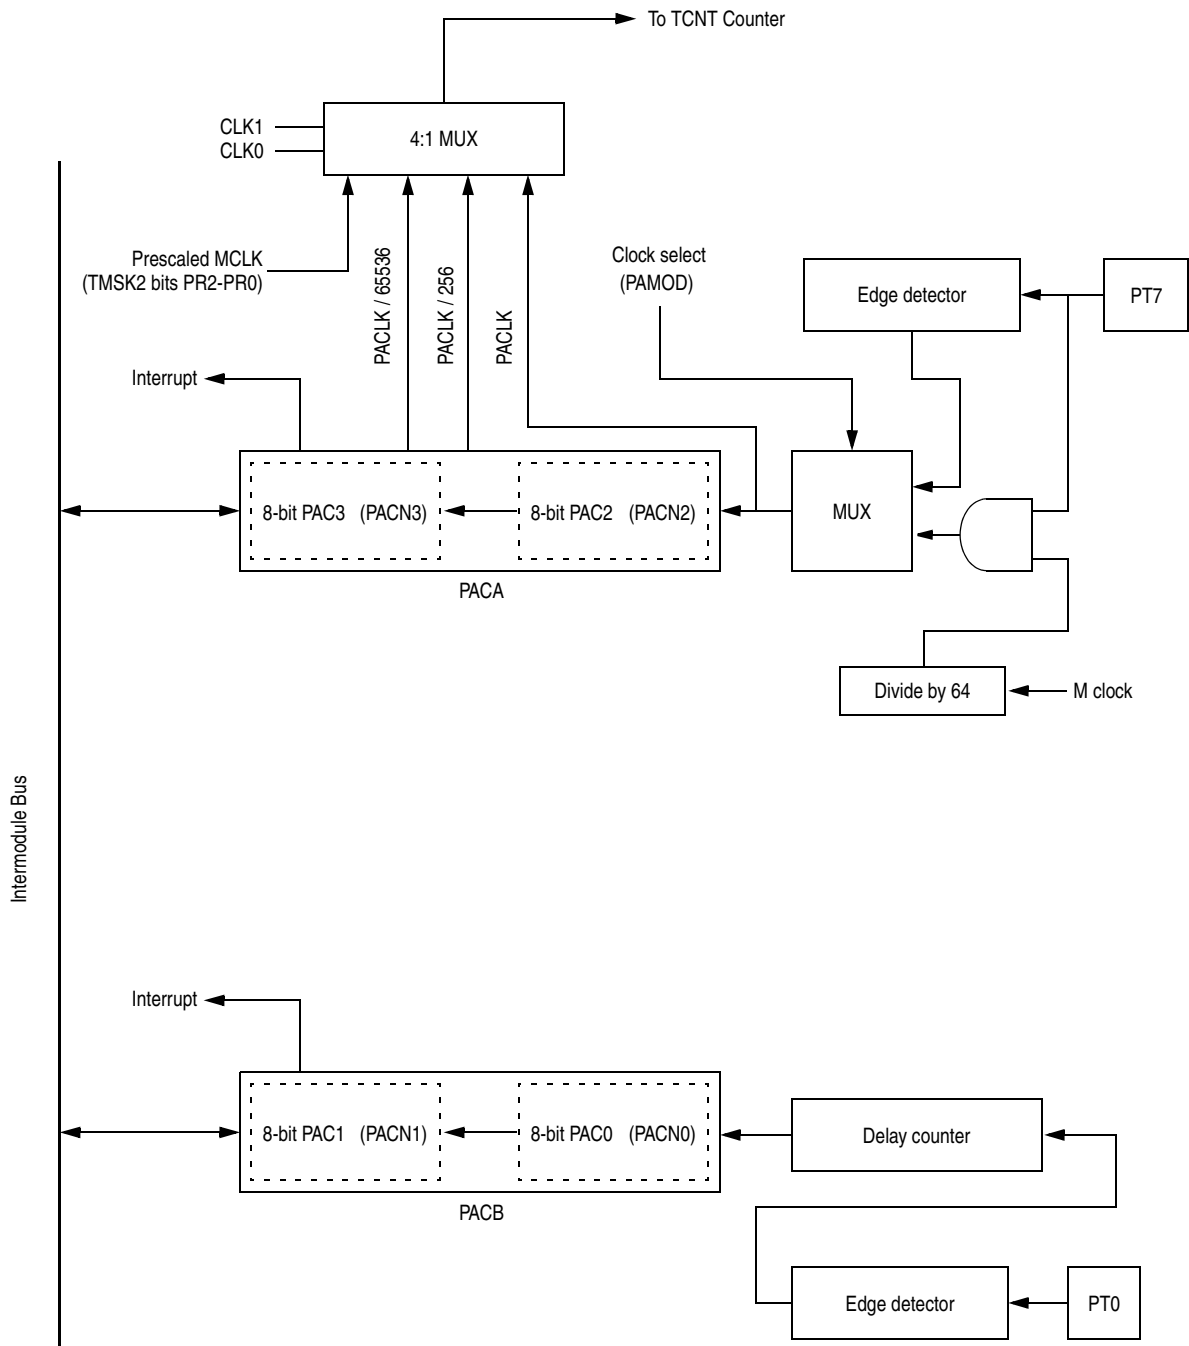 To TCNT Counter
CLK1
CLK0
4:1 MUX
Prescaled MCLK
(TMSK2 bits PR2-PR0)
PACLK / 65536
PACLK / 256
PACLK
Clock select
(PAMOD)
Edge detector
PT7
Interrupt
8-bit PAC3 (PACN3)
8-bit PAC2 (PACN2)
MUX
PACA
Divide by 64
M clock
Intermodule Bus
Interrupt
8-bit PAC1 (PACN1)
8-bit PAC0 (PACN0)
Delay counter
PACB
Edge detector
PT0